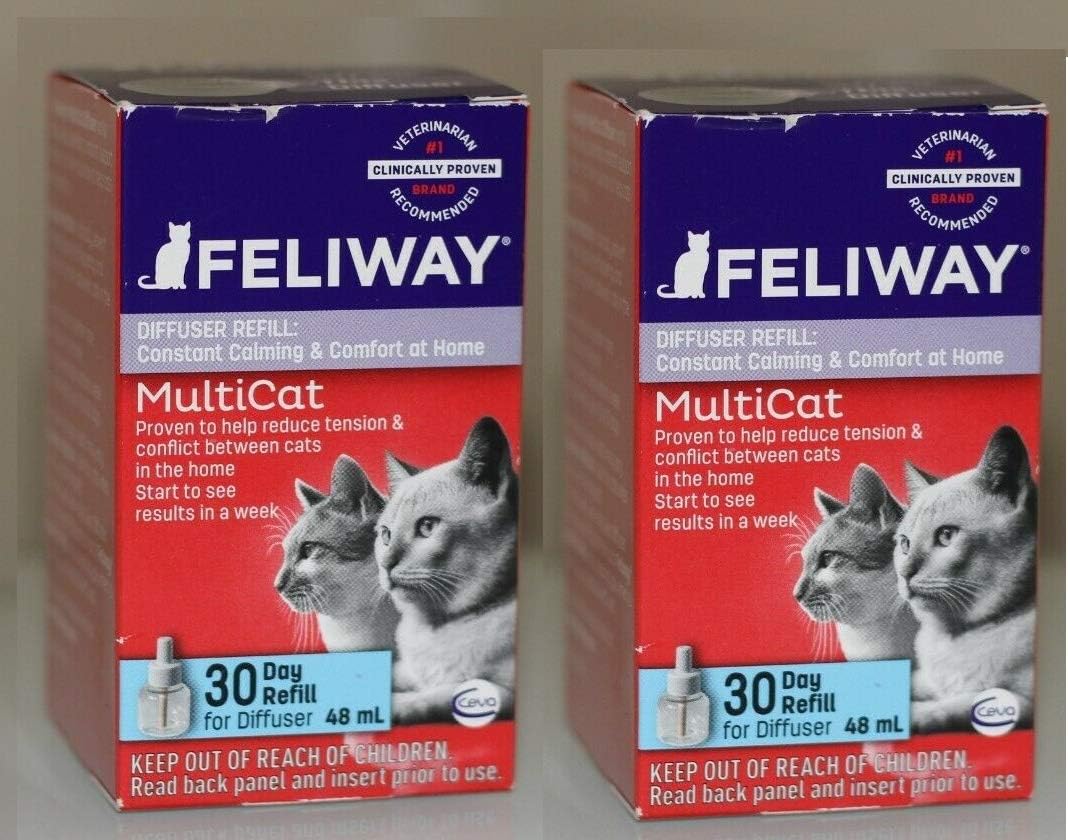 VETERINARIAN
#1
CLINICALLY PROVEN
BRAND
RECOMMENDED
FELIWAY®
DIFFUSER REFILL:
Constant Calming & Comfort at Home
MultiCat
Proven to help reduce tension &
conflict between cats
in the home
Start to see
results in a week
30 Day
Refill
for Diffuser 48 mL
Ceva
KEEP OUT OF REACH OF CHILDREN.
Read back panel and insert prior to use.
VETERINARIAN
#1
CLINICALLY PROVEN
BRAND
RECOMMENDED
FELIWAY®
DIFFUSER REFILL:
Constant Calming & Comfort at Home
MultiCat
Proven to help reduce tension &
conflict between cats
in the home
Start to see
results in a week
30 Day
Refill
for Diffuser 48 mL
Ceva
KEEP OUT OF REACH OF CHILDREN.
Read back panel and insert prior to use.